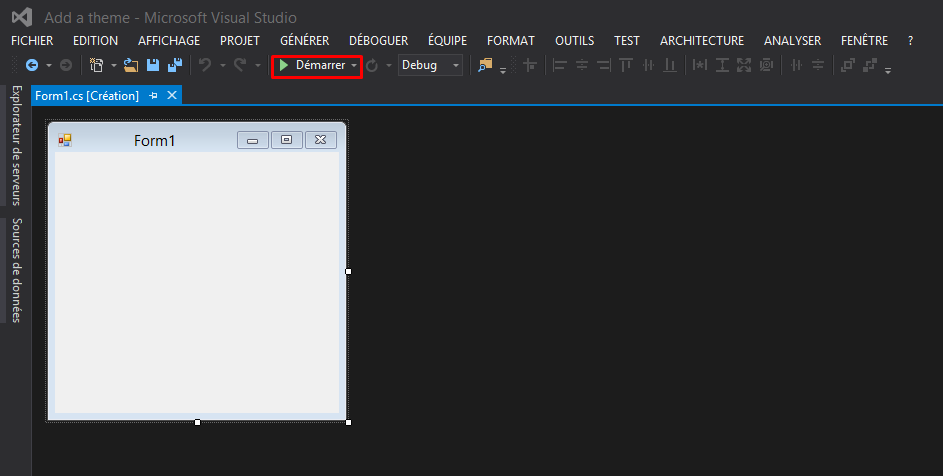 Add a theme - Microsoft Visual Studio
FICHIER EDITION AFFICHAGE PROJET GÉNÉRER DÉBOGUER ÉQUIPE FORMAT OUTILS TEST ARCHITECTURE ANALYSER FENÊTRE ?
Démarrer Debug
Form1.cs [Création]
Explorateur de serveurs
Sources de données
Form1